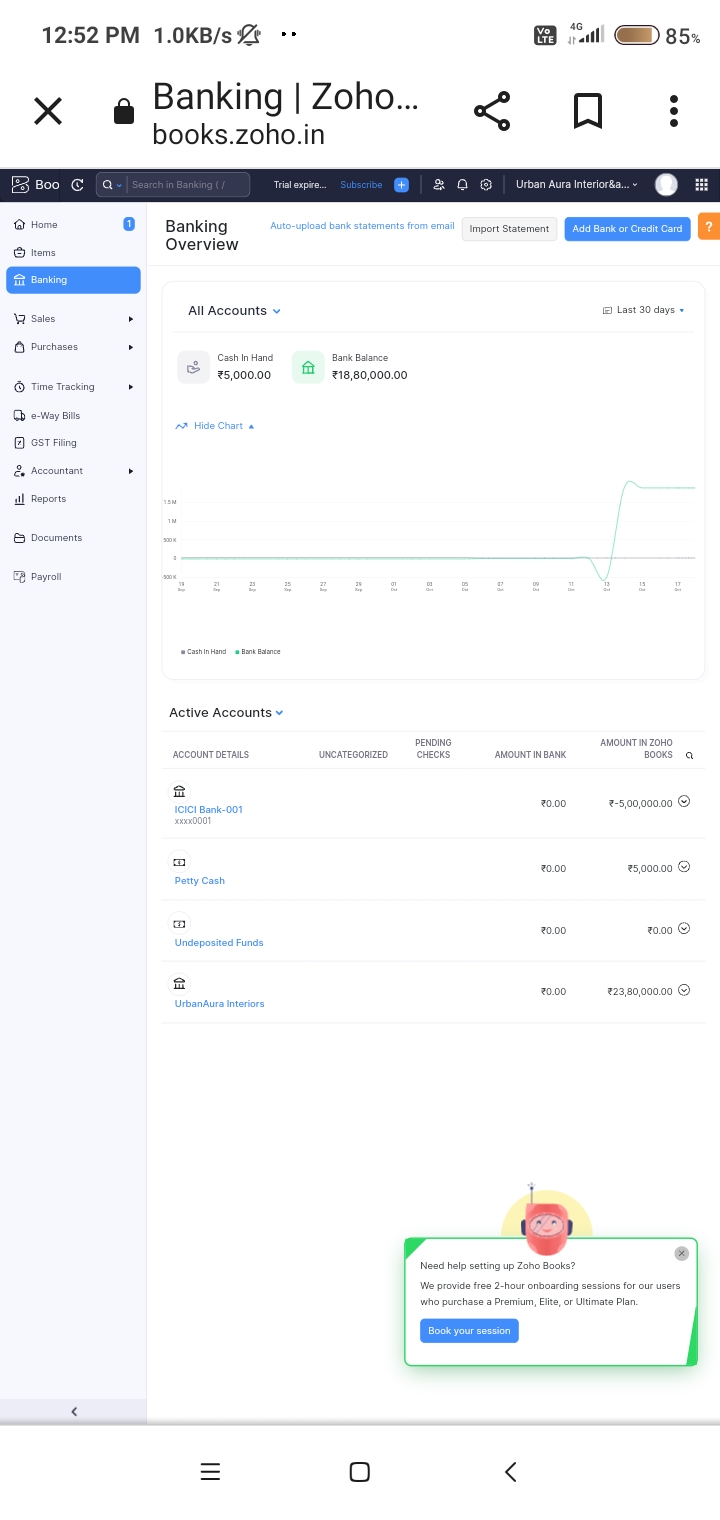 12:52 PM 1.0KB/s
Vo LTE 4G 85%
Banking | Zoho...
books.zoho.in
Boo
Search in Banking ( /
Trial expire...
Subscribe
Urban Aura Interior&a...
Home 1
Items
Banking
Sales
Purchases
Time Tracking
e-Way Bills
GST Filing
Accountant
Reports
Documents
Payroll
Banking
Overview
Auto-upload bank statements from email
Import Statement
Add Bank or Credit Card
?
All Accounts
Last 30 days
Cash In Hand
₹5,000.00
Bank Balance
₹18,80,000.00
Hide Chart
1.5 M
1 M
500 K
0
-500 K
19 21 23 25 27 29 01 03 05 07 09 11 13 15 17
Sep Sep Sep Sep Sep Sep Oct Oct Oct Oct Oct Oct Oct Oct Oct
Cash In Hand Bank Balance
Active Accounts
ACCOUNT DETAILS UNCATEGORIZED PENDING CHECKS AMOUNT IN BANK AMOUNT IN ZOHO BOOKS
ICICI Bank-001 ₹0.00 ₹-5,00,000.00
xxxx0001
Petty Cash ₹0.00 ₹5,000.00
Undeposited Funds ₹0.00 ₹0.00
UrbanAura Interiors ₹0.00 ₹23,80,000.00
Need help setting up Zoho Books?
We provide free 2-hour onboarding sessions for our users
who purchase a Premium, Elite, or Ultimate Plan.
Book your session